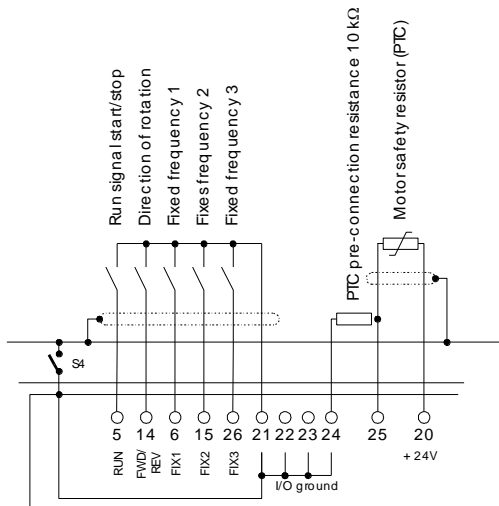 Run signal start/stop
Direction of rotation
Fixed frequency 1
Fixes frequency 2
Fixed frequency 3
PTC pre-connection resistance 10 kΩ
Motor safety resistor (PTC)
S4
5
14
6
15
26
21
22
23
24
25
20
RUN
FWD/
REV
FIX1
FIX2
FIX3
I/O ground
+ 24V